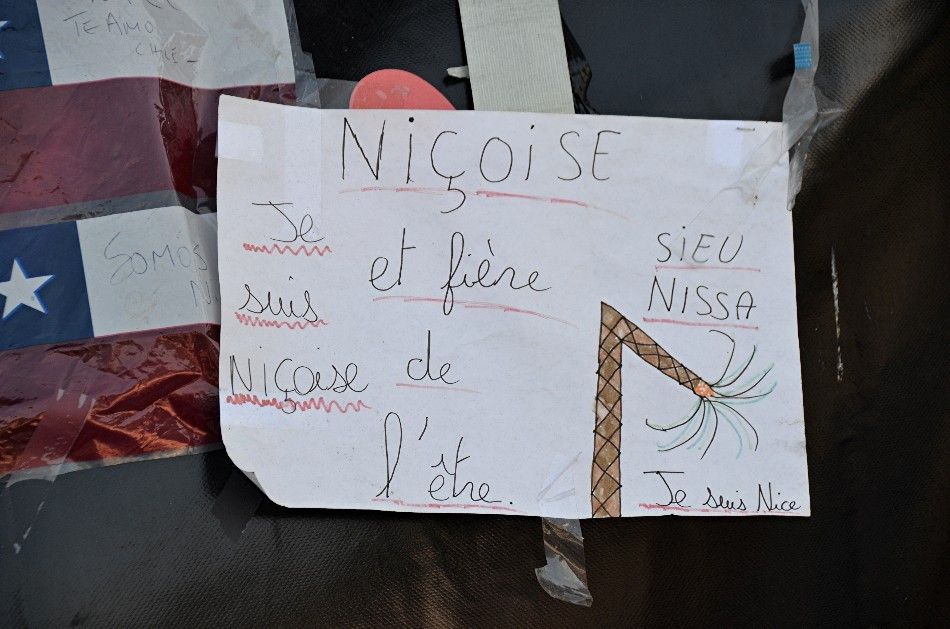 TE AMO
NIÇOISE
Je
suis
NIÇOISE
et fière
de
l'être.
SIEU
NISSA
Je suis Nice
SOMOS